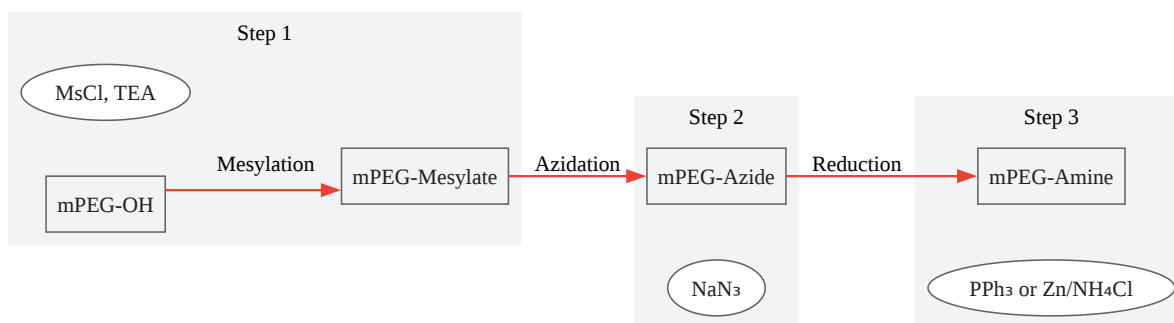 Step 1
MsCl, TEA
Mesylation
mPEG-OH
mPEG-Mesylate
Azidation
Step 2
mPEG-Azide
NaN₃
Reduction
Step 3
mPEG-Amine
PPh₃ or Zn/NH₄Cl